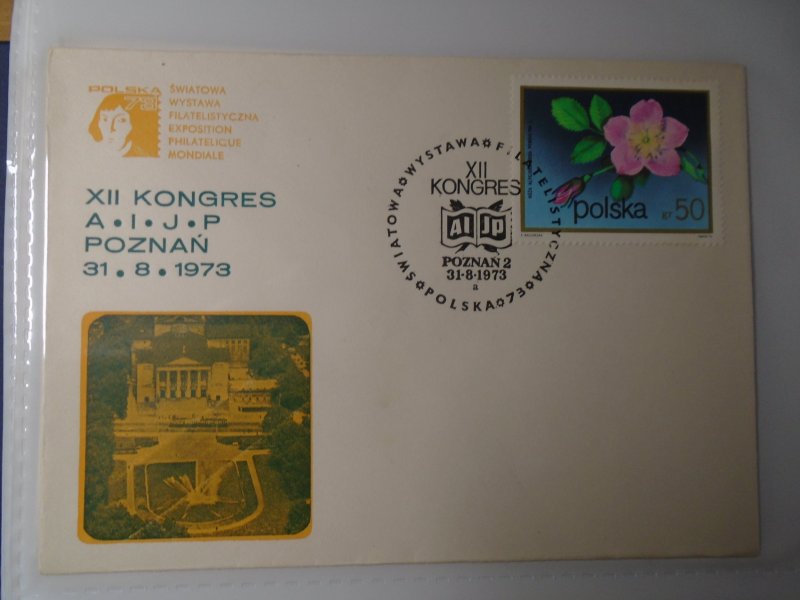 POLSKA
73
ŚWIATOWA
WYSTAWA
FILATELISTYCZNA
EXPOSITION
PHILATELIQUE
MONDIALE
XII KONGRES
A•I•J•P
POZNAŃ
31.8.1973
ŚWIATOWA WYSTAWA FILATELISTYCZNA
POLSKA 73
XII
KONGRES
AI JP
POZNAŃ 2
31-8-1973
a
polska gr 50